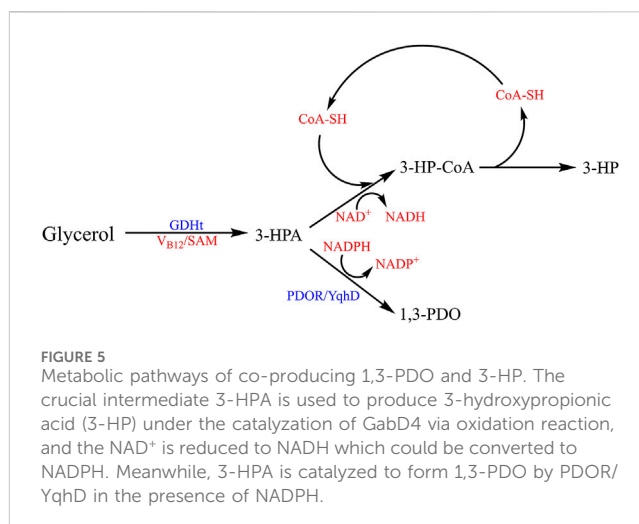 CoA-SH
CoA-SH
3-HP-CoA
3-HP
NAD+
NADH
GDHt
Glycerol
3-HPA
VB12/SAM
NADPH
NADP+
PDOR/YqhD
1,3-PDO
FIGURE 5
Metabolic pathways of co-producing 1,3-PDO and 3-HP. The
crucial intermediate 3-HPA is used to produce 3-hydroxypropionic
acid (3-HP) under the catalyzation of GabD4 via oxidation reaction,
and the NAD+ is reduced to NADH which could be converted to
NADPH. Meanwhile, 3-HPA is catalyzed to form 1,3-PDO by PDOR/
YqhD in the presence of NADPH.